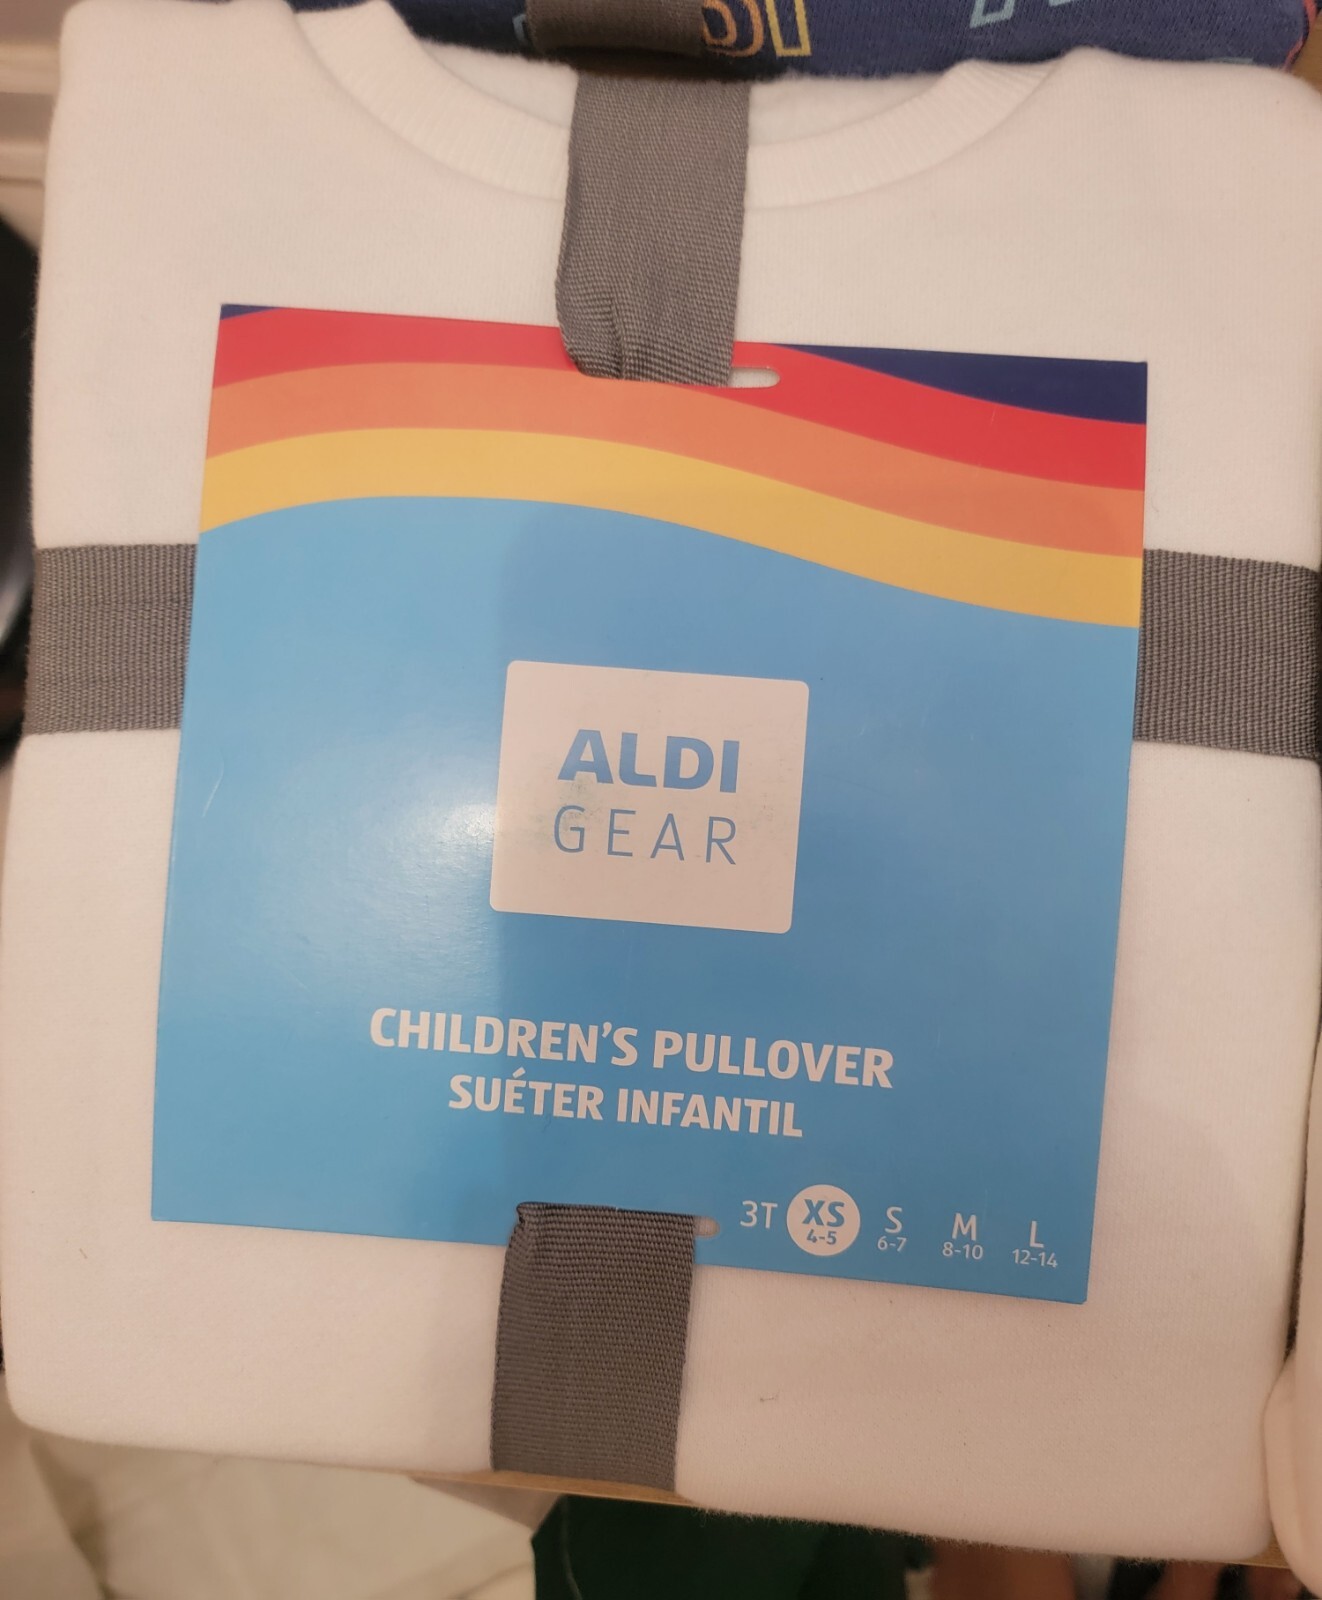 ALDI
GEAR
CHILDREN'S PULLOVER
SUÉTER INFANTIL
3T XS S M L
4-5 6-7 8-10 12-14